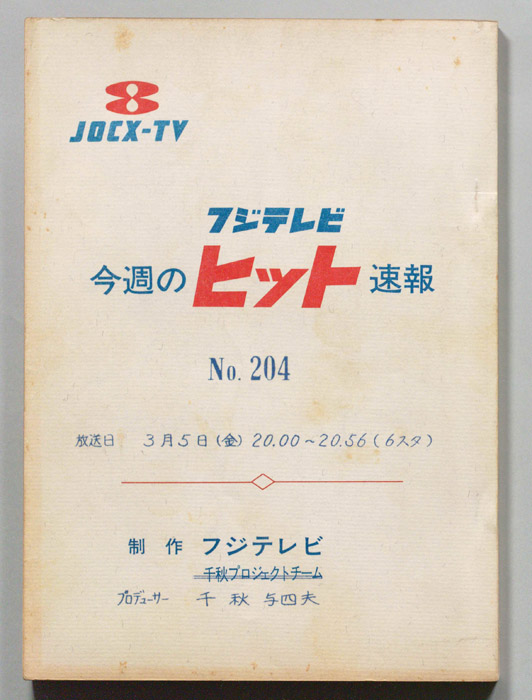 JOCX-TV
フジテレビ
今週のヒット速報
No. 204
放送日 3月5日(金)20.00〜20.56(6スタ)
制作 フジテレビ
千秋プロジェクトチーム
プロデューサー 千秋与四夫